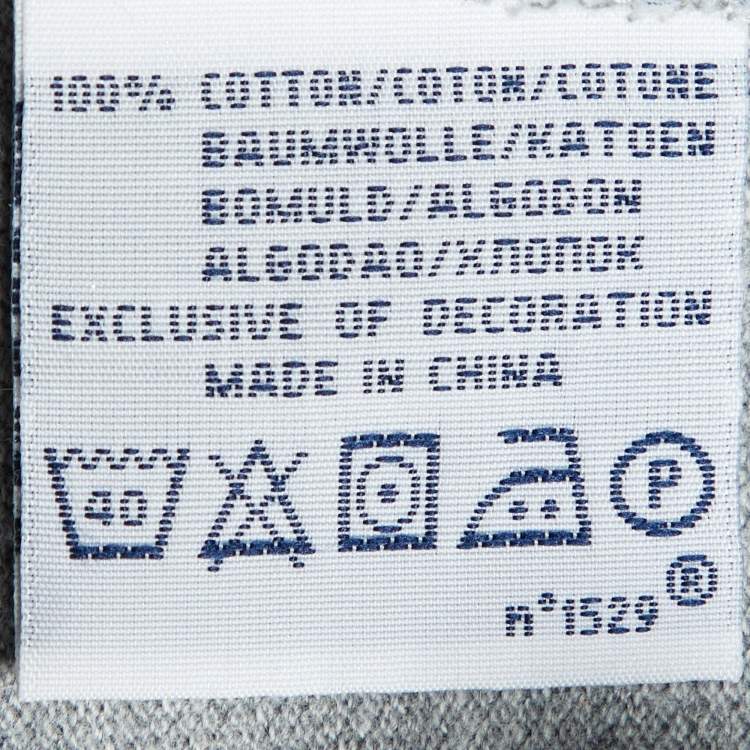 100% COTTON/COTON/COTONE
BAUMWOLLE/KATOEN
BOMULD/ALGODON
ALGODAO/ХЛОПОК
EXCLUSIVE OF DECORATION
MADE IN CHINA
40 P
®
n°1529